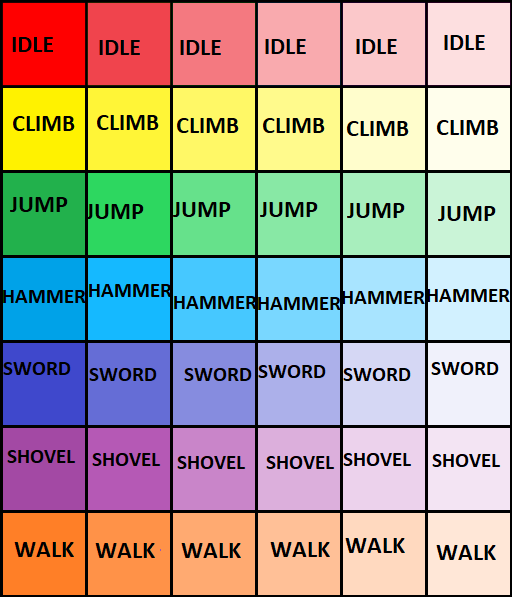 IDLE IDLE IDLE IDLE IDLE IDLE
CLIMB CLIMB CLIMB CLIMB CLIMB CLIMB
JUMP JUMP JUMP JUMP JUMP JUMP
HAMMER HAMMER HAMMER HAMMER HAMMER HAMMER
SWORD SWORD SWORD SWORD SWORD SWORD
SHOVEL SHOVEL SHOVEL SHOVEL SHOVEL SHOVEL
WALK WALK WALK WALK WALK WALK